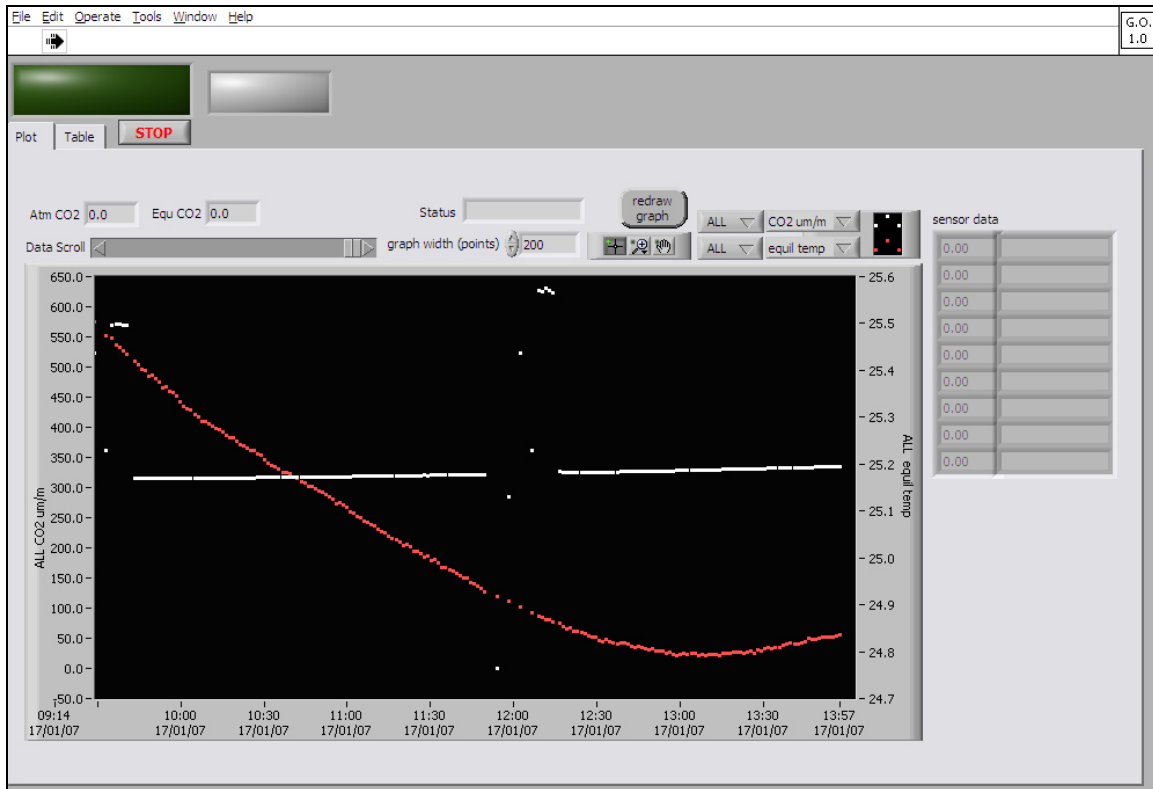 File Edit Operate Tools Window Help
G.O.
1.0
Plot Table STOP
Atm CO2 0.0 Equ CO2 0.0 Status
redraw
graph
ALL CO2 um/m
sensor data
Data Scroll graph width (points) 200 ALL equil temp
0.00
0.00
0.00
0.00
0.00
0.00
0.00
0.00
0.00
ALL CO2 um/m
650.0
600.0
550.0
500.0
450.0
400.0
350.0
300.0
250.0
200.0
150.0
100.0
50.0
0.0
-50.0
25.6
25.5
25.4
25.3
25.2
25.1
25.0
24.9
24.8
24.7
ALL equil temp
09:14 10:00 10:30 11:00 11:30 12:00 12:30 13:00 13:30 13:57
17/01/07 17/01/07 17/01/07 17/01/07 17/01/07 17/01/07 17/01/07 17/01/07 17/01/07 17/01/07